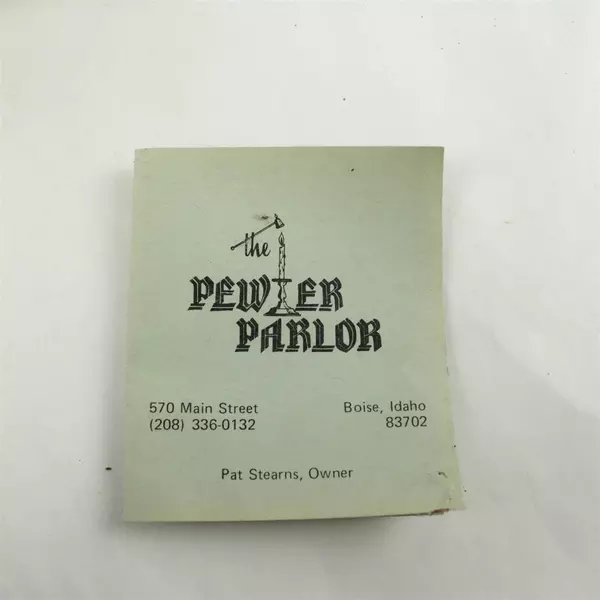 the
PEWTER
PARLOR
570 Main Street
(208) 336-0132
Boise, Idaho
83702
Pat Stearns, Owner